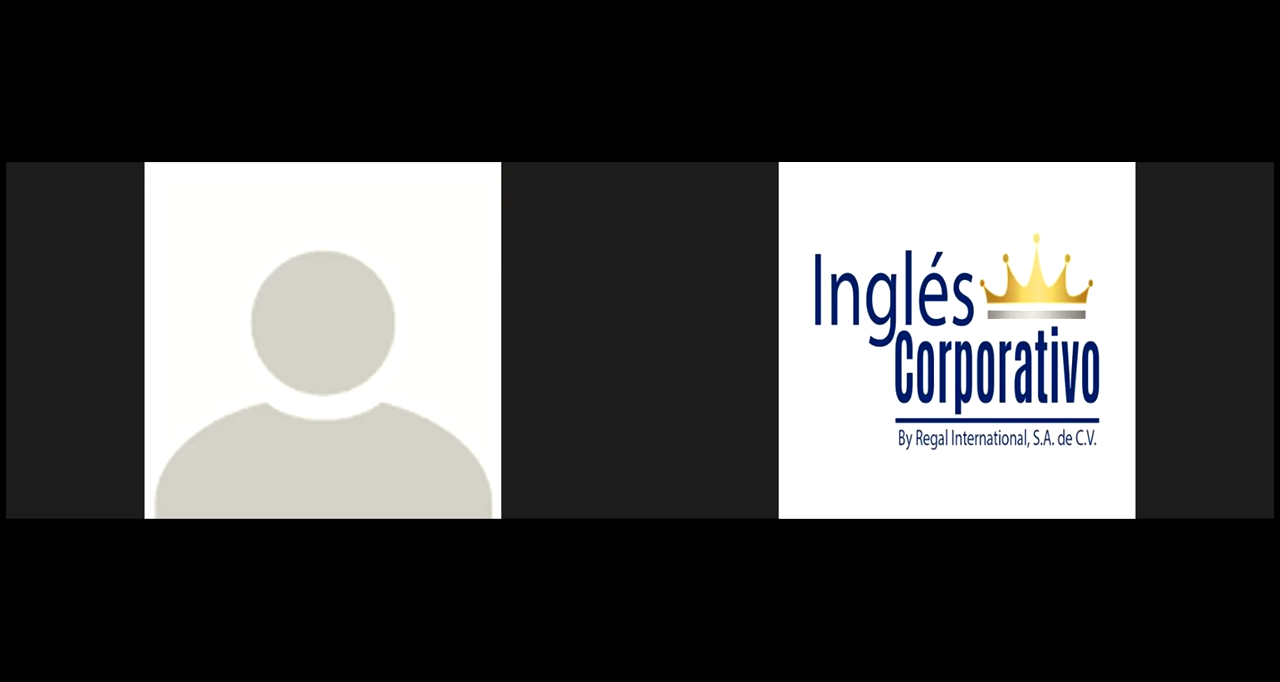 Inglés
Corporativo
By Regal International, S.A. de C.V.